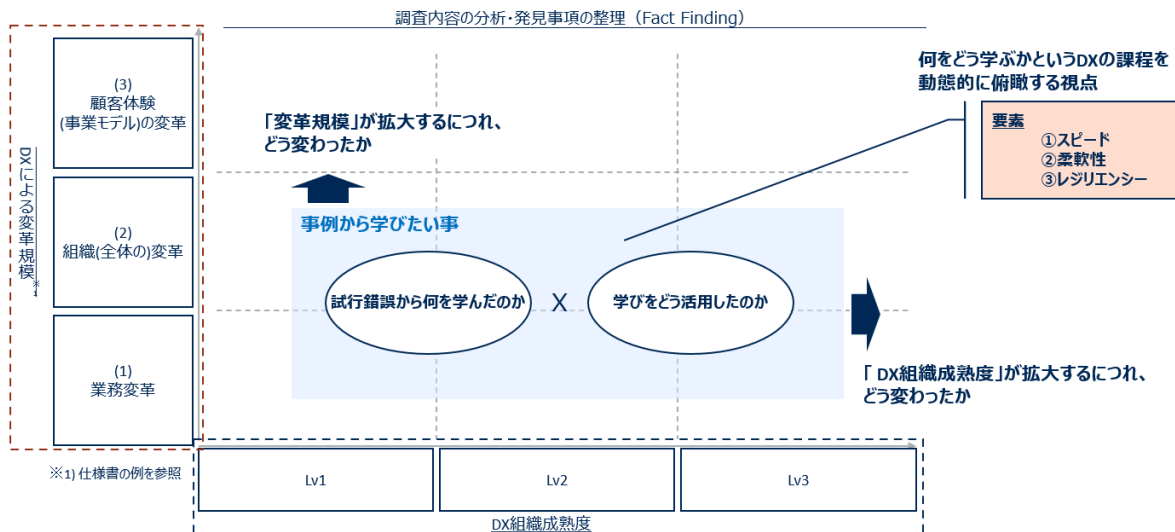 調査内容の分析・発見事項の整理（Fact Finding）
(3)
顧客体験
(事業モデル)の変革
(2)
組織(全体の)変革
(1)
業務変革
DXによる変革規模※1
※1) 仕様書の例を参照
「変革規模」が拡大するにつれ、
どう変わったか
何をどう学ぶかというDXの課程を
動態的に俯瞰する視点
要素
①スピード
②柔軟性
③レジリエンシー
事例から学びたい事
試行錯誤から何を学んだのか
X
学びをどう活用したのか
「 DX組織成熟度」が拡大するにつれ、
どう変わったか
Lv1
Lv2
Lv3
DX組織成熟度